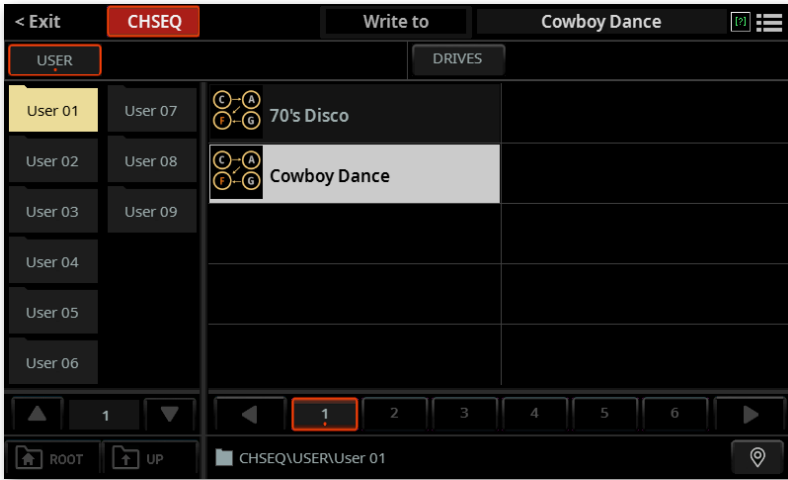 < Exit CHSEQ Write to Cowboy Dance [?]
USER DRIVES
User 01 User 07 C A F G 70's Disco
User 02 User 08 C A F G Cowboy Dance
User 03 User 09
User 04
User 05
User 06
1 1 2 3 4 5 6
ROOT UP CHSEQ\USER\User 01